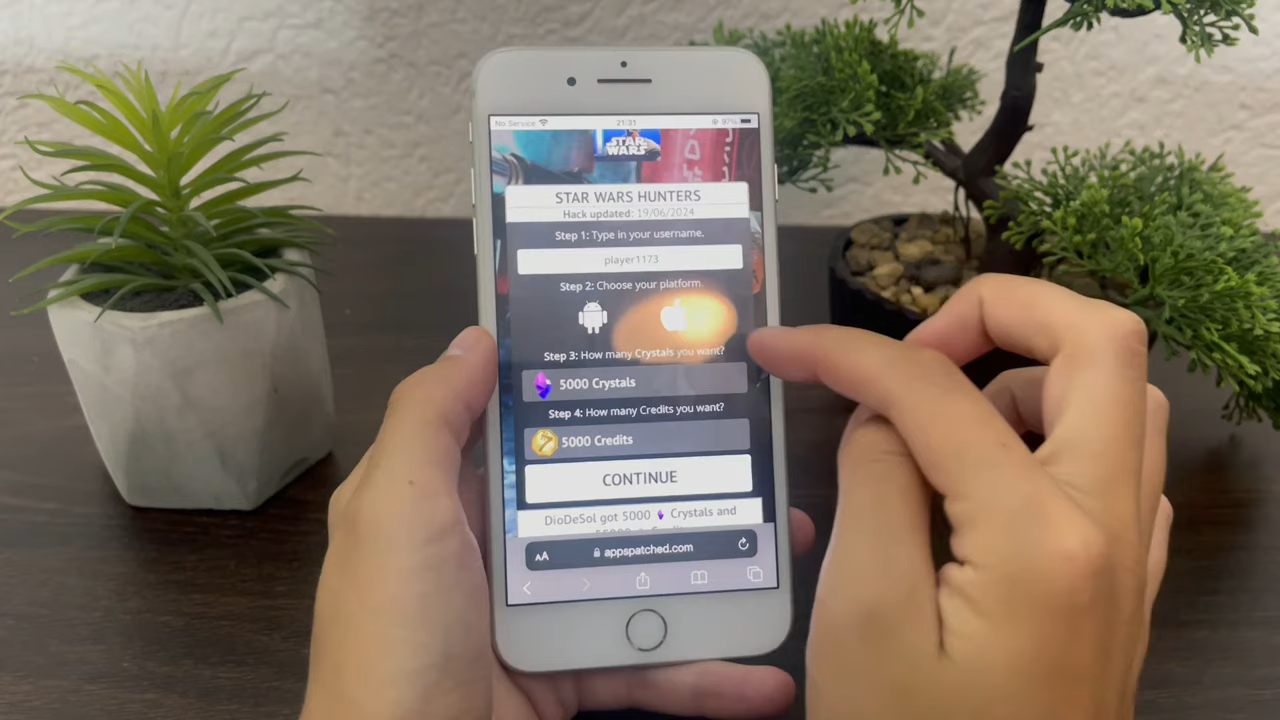 No Service 21:31 97%
STAR
WARS
STAR WARS HUNTERS
Hack updated: 19/06/2024
Step 1: Type in your username.
player1173
Step 2: Choose your platform.
Step 3: How many Crystals you want?
5000 Crystals
Step 4: How many Credits you want?
5000 Credits
CONTINUE
DioDeSol got 5000 Crystals and
AA appspatched.com